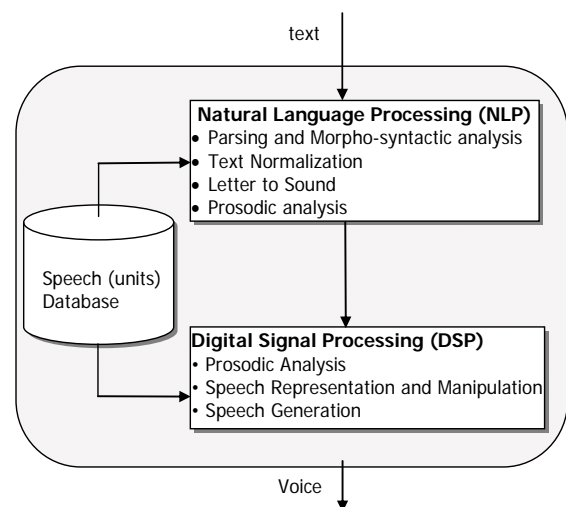 text
Natural Language Processing (NLP)
● Parsing and Morpho-syntactic analysis
● Text Normalization
● Letter to Sound
● Prosodic analysis
Speech (units)
Database
Digital Signal Processing (DSP)
• Prosodic Analysis
• Speech Representation and Manipulation
• Speech Generation
Voice